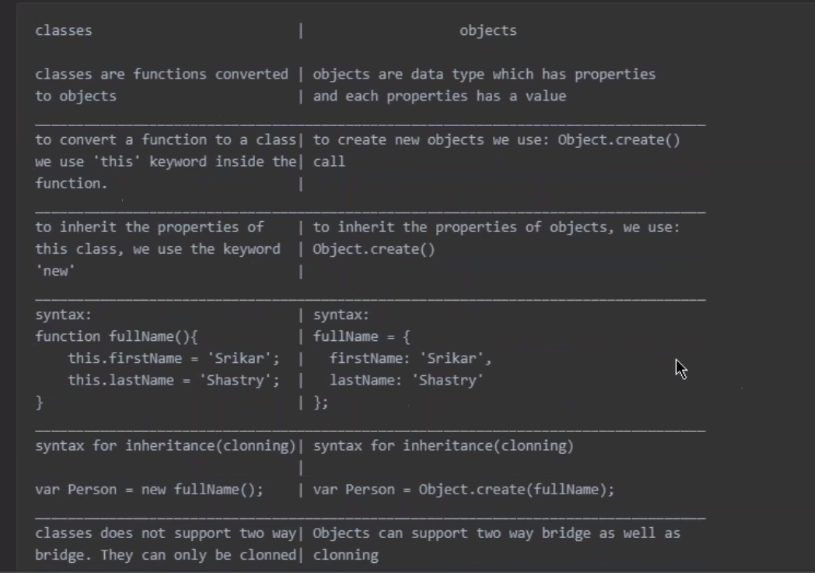 classes | objects
classes are functions converted | objects are data type which has properties
to objects | and each properties has a value
to convert a function to a class| to create new objects we use: Object.create()
we use 'this' keyword inside the| call
function. |
to inherit the properties of | to inherit the properties of objects, we use:
this class, we use the keyword | Object.create()
'new' |
syntax: | syntax:
function fullName(){ | fullName = {
this.firstName = 'Srikar'; | firstName: 'Srikar',
this.lastName = 'Shastry'; | lastName: 'Shastry'
} | };
syntax for inheritance(clonning)| syntax for inheritance(clonning)
|
var Person = new fullName(); | var Person = Object.create(fullName);
classes does not support two way| Objects can support two way bridge as well as
bridge. They can only be clonned| clonning